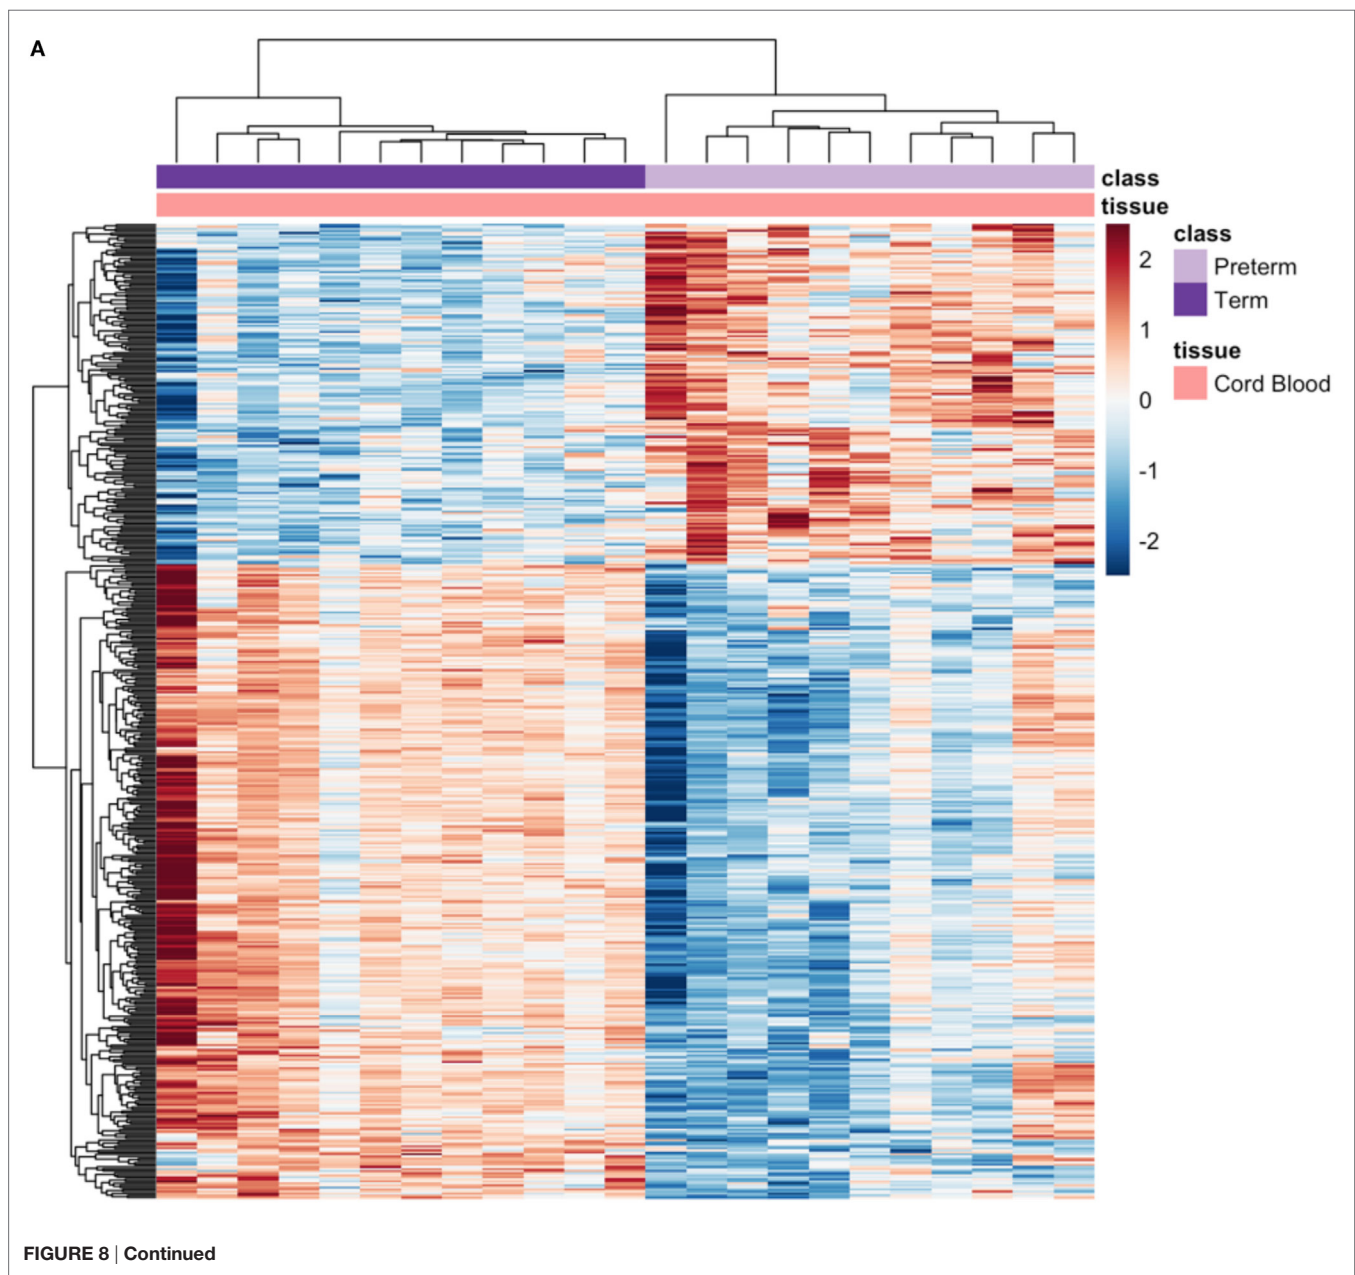 A
class
tissue
2
1
0
-1
-2
class
Preterm
Term
tissue
Cord Blood
FIGURE 8 | Continued